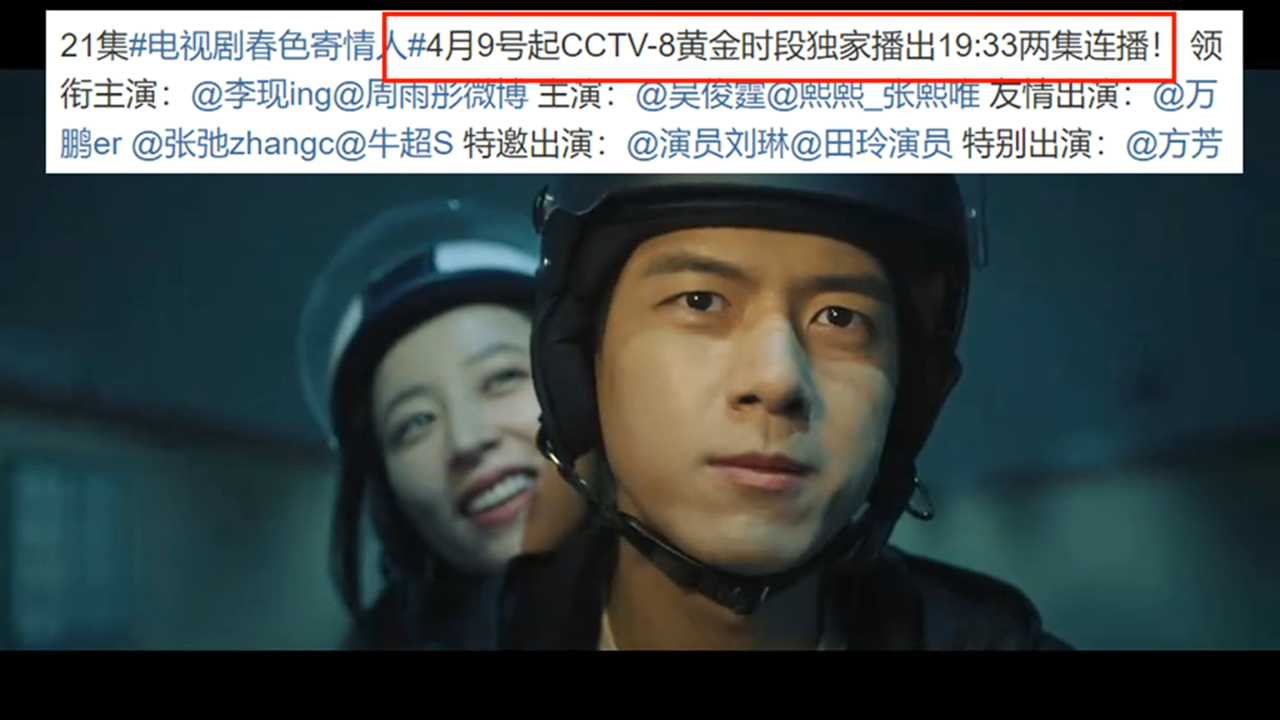 21集#电视剧春色寄情人#4月9号起CCTV-8黄金时段独家播出19:33两集连播！ 领
衔主演：@李现ing@周雨彤微博 主演：@吴俊霆@熙熙_张熙唯 友情出演：@万
鹏er @张弛zhangc@牛超S 特邀出演：@演员刘琳@田玲演员 特别出演：@方芳